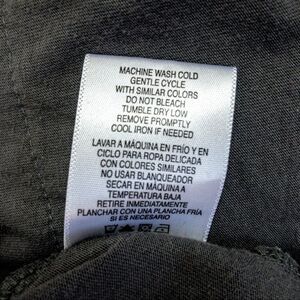 MACHINE WASH COLD
GENTLE CYCLE
WITH SIMILAR COLORS
DO NOT BLEACH
TUMBLE DRY LOW
REMOVE PROMPTLY
COOL IRON IF NEEDED
LAVAR A MÁQUINA EN FRÍO Y EN
CICLO PARA ROPA DELICADA
CON COLORES SIMILARES
NO USAR BLANQUEADOR
SECAR EN MÁQUINA A
TEMPERATURA BAJA
RETIRE INMEDIATAMENTE
PLANCHAR CON UNA PLANCHA FRÍA
SI ES NECESARIO